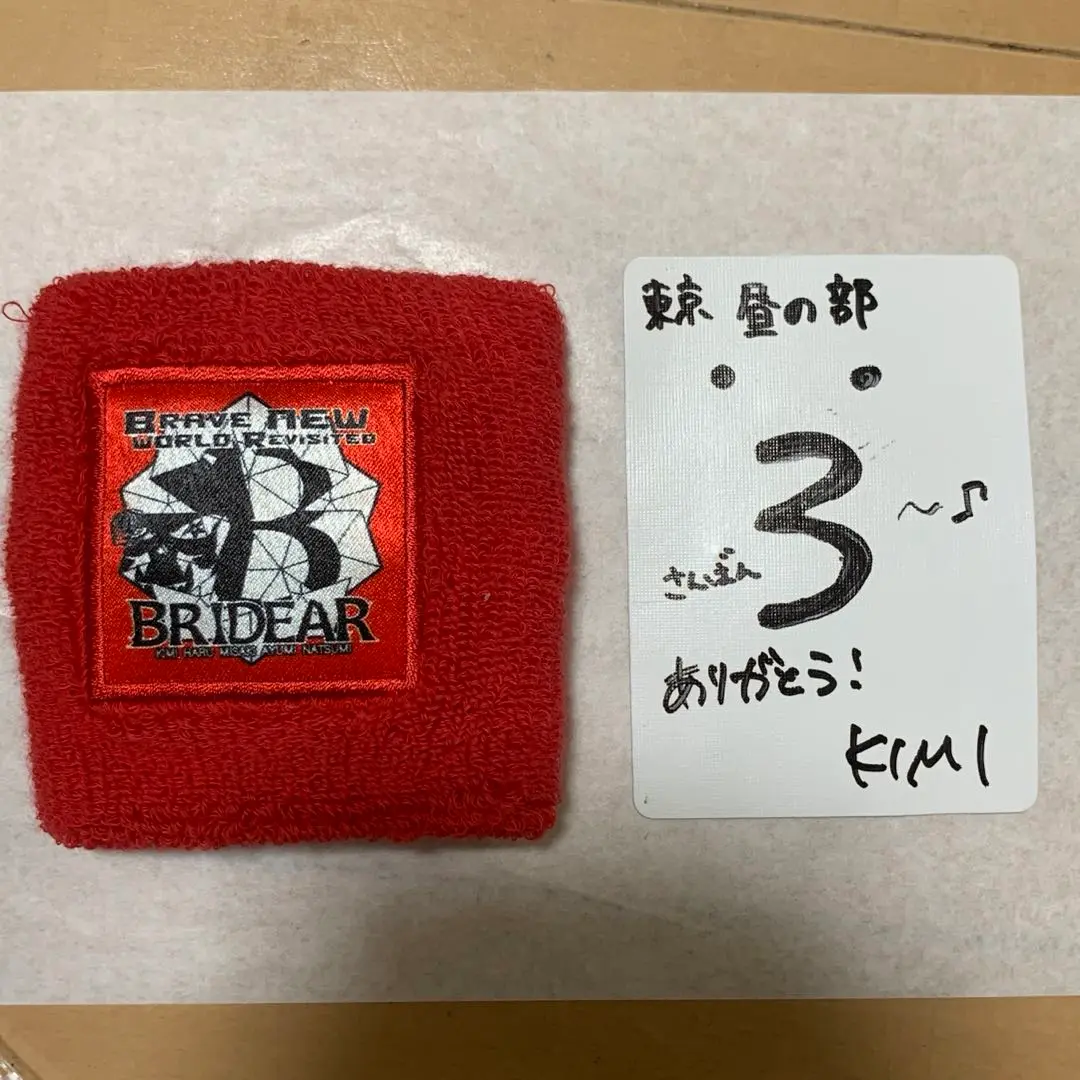 BRAVE NEW
WORLD REVISITED
B
BRIDEAR
KIMI HARU MISAKI AYUMI NATSUMI
東京 昼の部
3 ~♪
さんばん
ありがとう!
KIMI